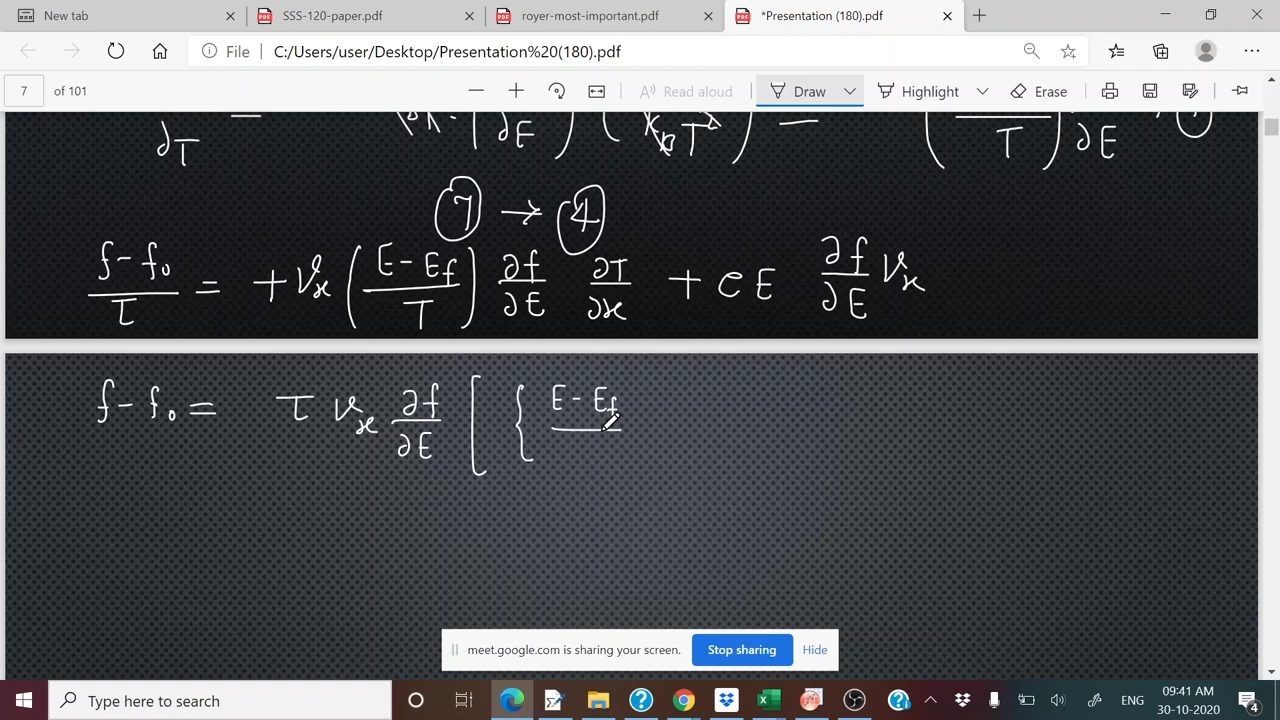 New tab
SSS-120-paper.pdf
royer-most-important.pdf
*Presentation (180).pdf
File C:/Users/user/Desktop/Presentation%20(180).pdf
7 of 101
Read aloud
Draw
Highlight
Erase
∂T = ∂E T ∂E
7 → 4
f-f₀/τ = +vₓ (E-E_f/T) ∂f/∂E ∂T/∂x + e E ∂f/∂E vₓ
f-f₀ = τ vₓ ∂f/∂E [ { E-E_f
meet.google.com is sharing your screen. Stop sharing Hide
Type here to search
ENG
09:41 AM
30-10-2020
4